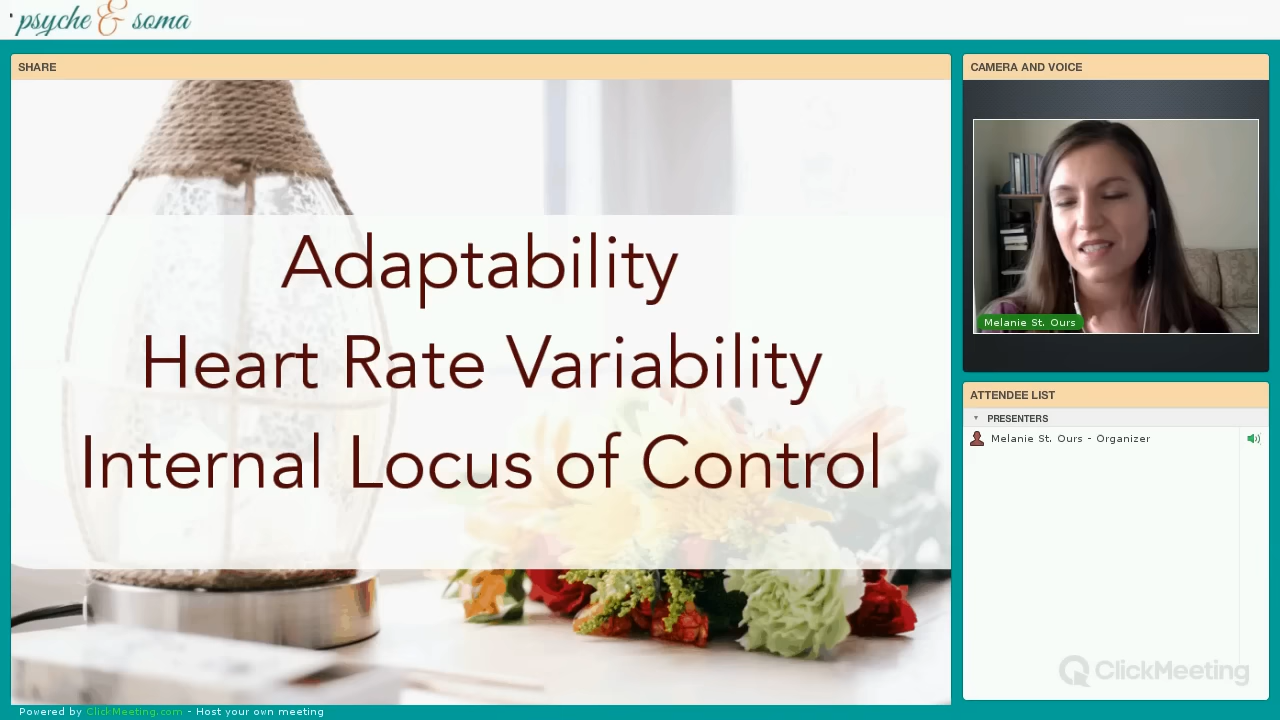 psyche & soma
SHARE
Adaptability
Heart Rate Variability
Internal Locus of Control
CAMERA AND VOICE
Melanie St. Ours
ATTENDEE LIST
PRESENTERS
Melanie St. Ours - Organizer
ClickMeeting
Powered by ClickMeeting.com - Host your own meeting